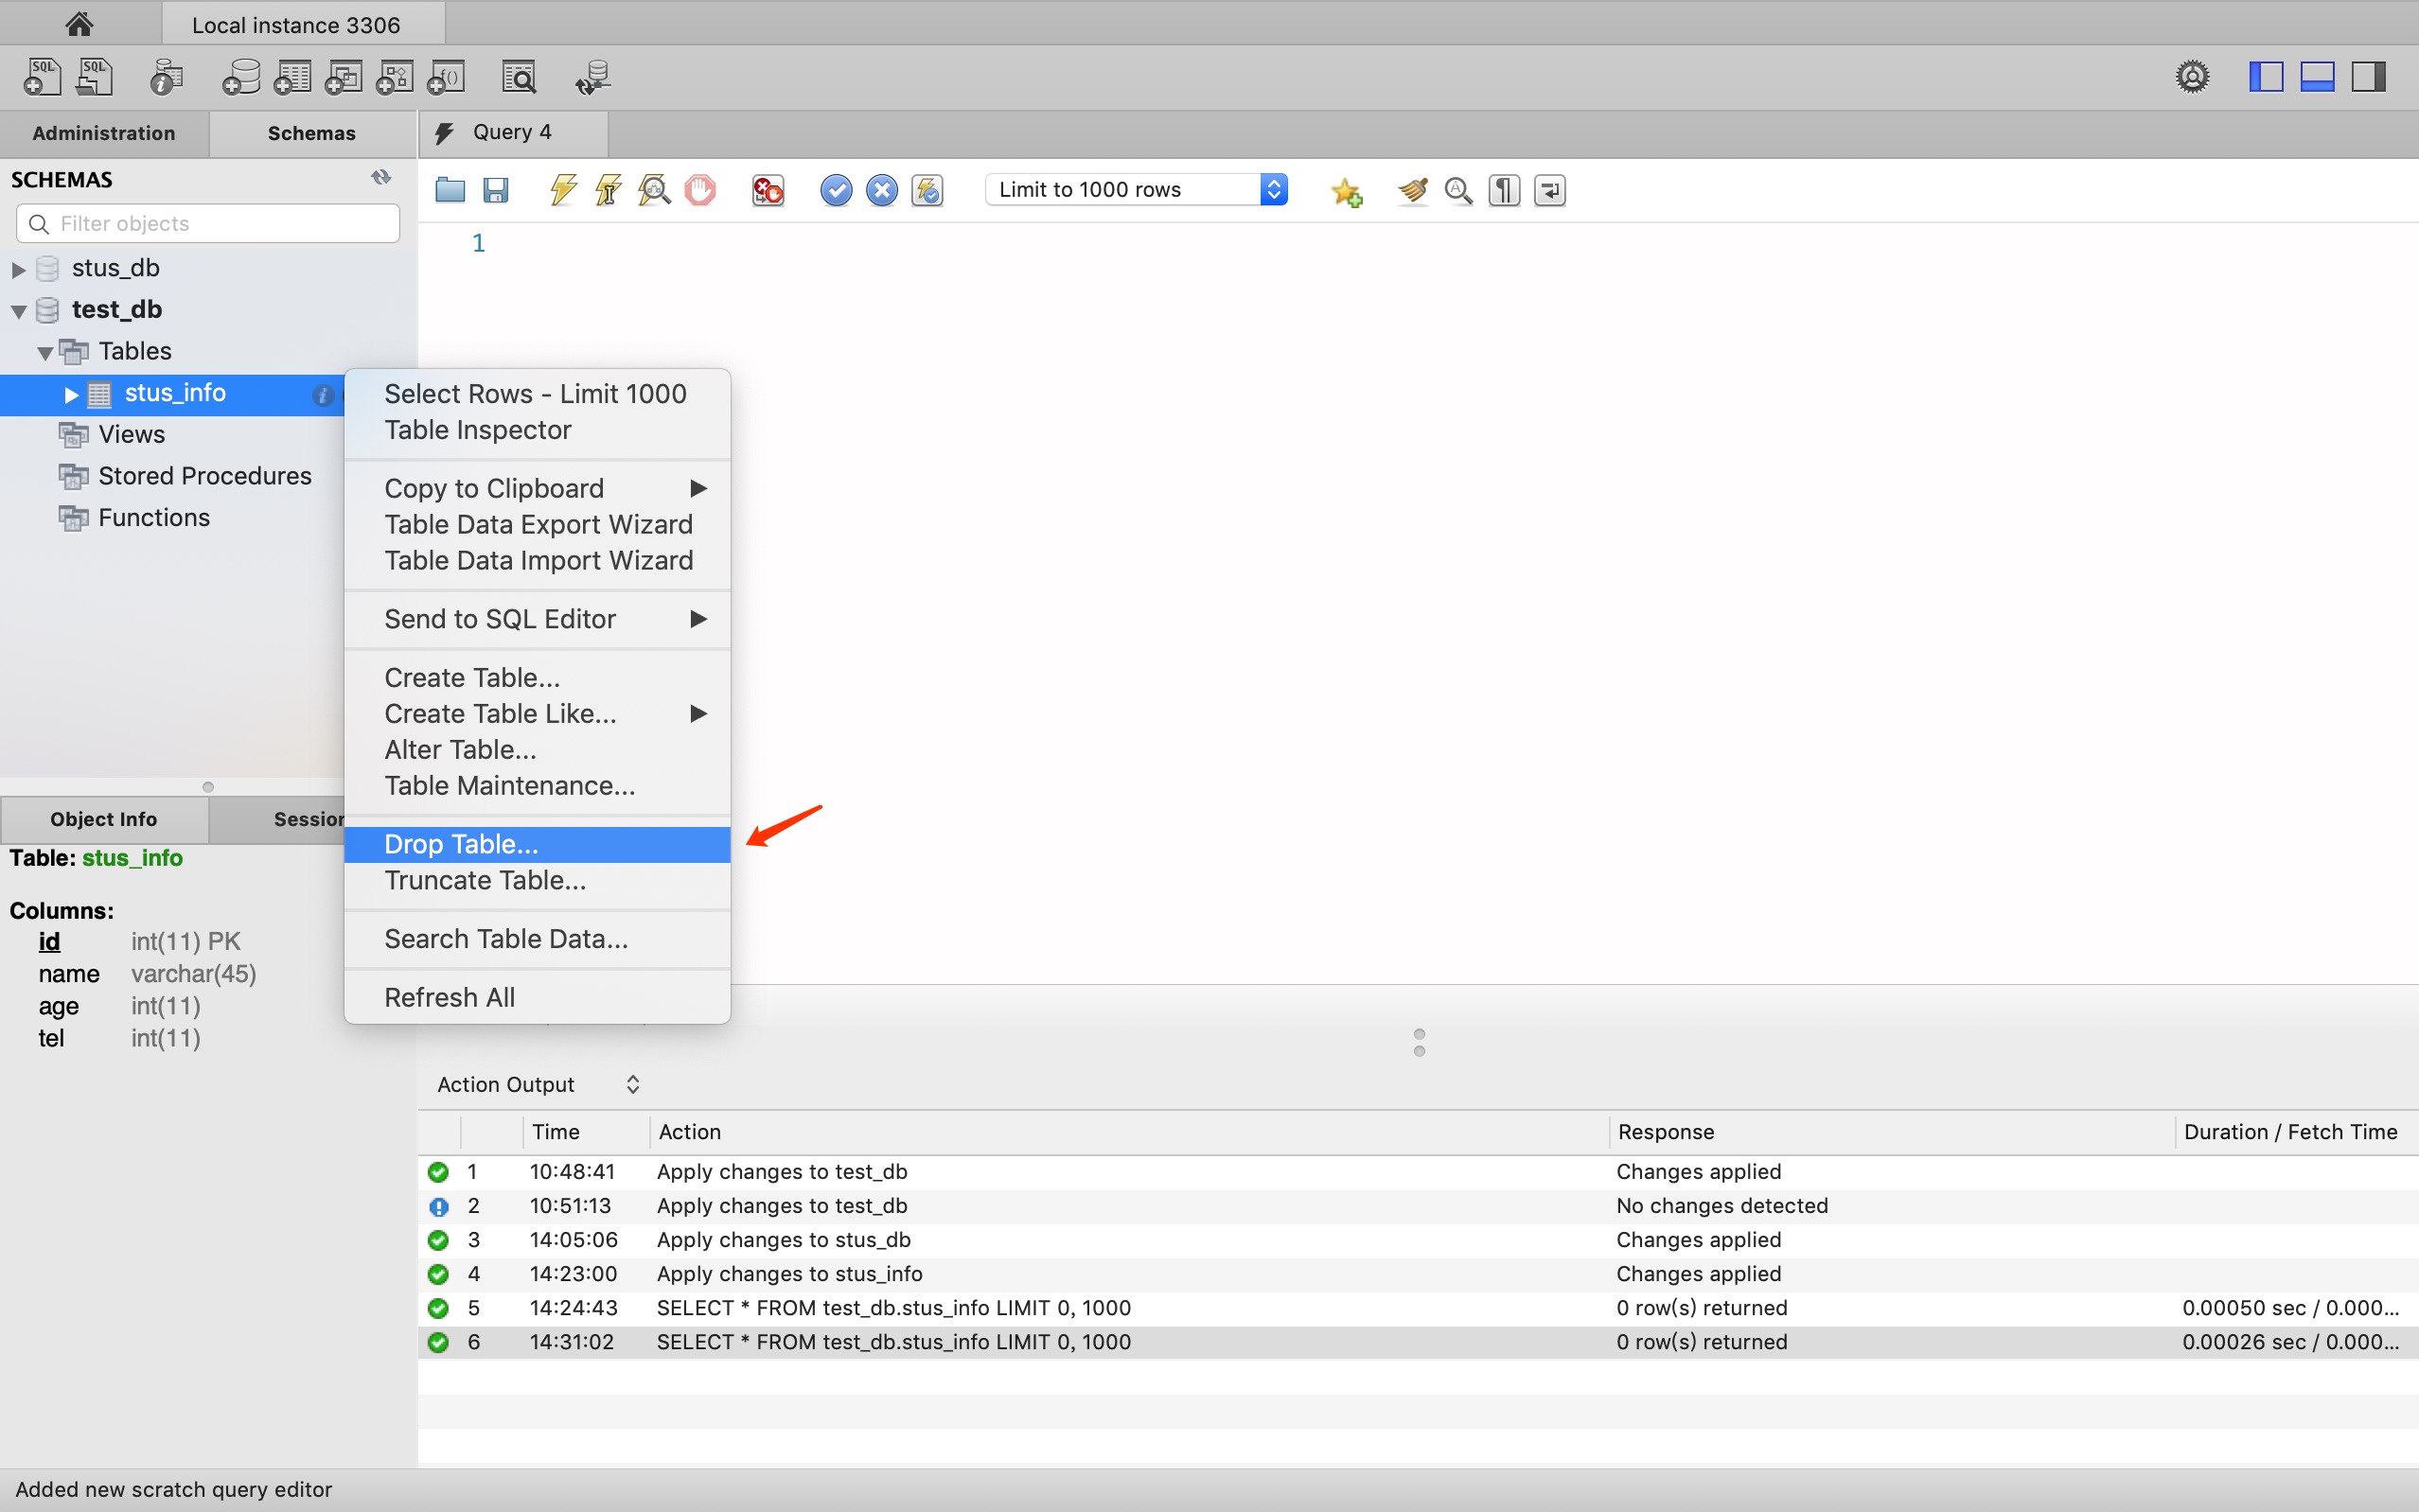 Local instance 3306
SQL
SQL
Administration
Schemas
Query 4
SCHEMAS
Limit to 1000 rows
Filter objects
1
stus_db
test_db
Tables
stus_info
Views
Stored Procedures
Functions
Select Rows - Limit 1000
Table Inspector
Copy to Clipboard
Table Data Export Wizard
Table Data Import Wizard
Send to SQL Editor
Create Table...
Create Table Like...
Alter Table...
Table Maintenance...
Drop Table...
Truncate Table...
Search Table Data...
Refresh All
Object Info
Session
Table: stus_info
Columns:
id int(11) PK
name varchar(45)
age int(11)
tel int(11)
Action Output
Time Action Response Duration / Fetch Time
1 10:48:41 Apply changes to test_db Changes applied
2 10:51:13 Apply changes to test_db No changes detected
3 14:05:06 Apply changes to stus_db Changes applied
4 14:23:00 Apply changes to stus_info Changes applied
5 14:24:43 SELECT * FROM test_db.stus_info LIMIT 0, 1000 0 row(s) returned 0.00050 sec / 0.000...
6 14:31:02 SELECT * FROM test_db.stus_info LIMIT 0, 1000 0 row(s) returned 0.00026 sec / 0.000...
Added new scratch query editor